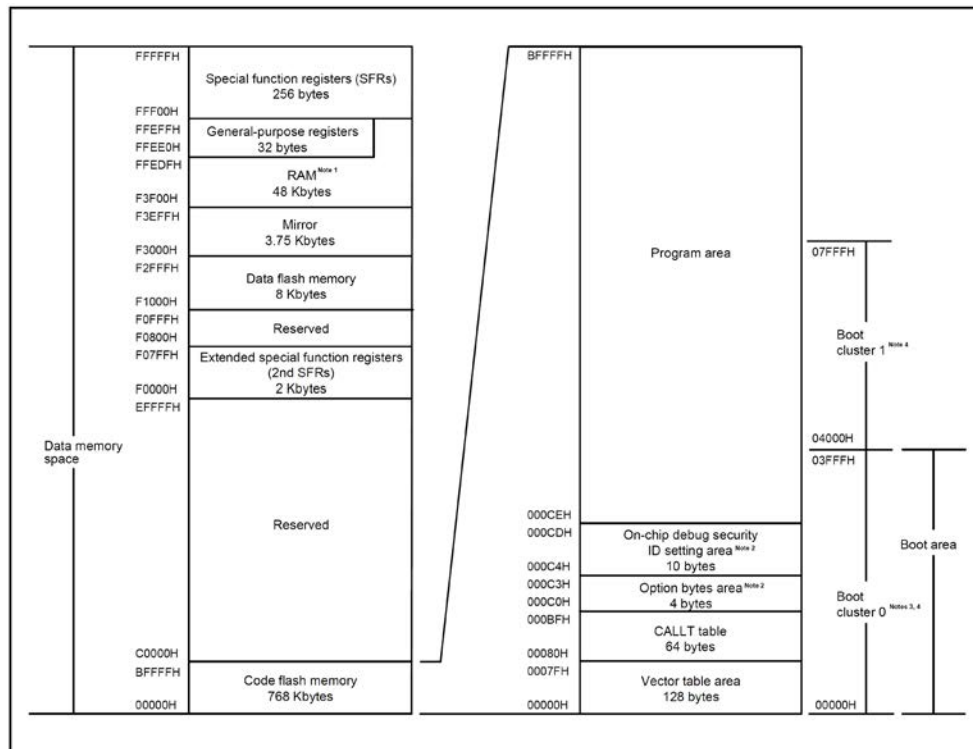 FFFFFH
Special function registers (SFRs)
256 bytes
FFF00H
FFEFFH
General-purpose registers
32 bytes
FFEE0H
FFEDFH
RAM Note 1
48 Kbytes
F3F00H
F3EFFH
Mirror
3.75 Kbytes
F3000H
F2FFFH
Data flash memory
8 Kbytes
F1000H
F0FFFH
Reserved
F0800H
F07FFH
Extended special function registers
(2nd SFRs)
2 Kbytes
F0000H
EFFFFH
Data memory
space
Reserved
C0000H
BFFFFH
Code flash memory
768 Kbytes
00000H
BFFFFH
Program area
000CEH
000CDH
On-chip debug security
ID setting area Note 2
10 bytes
000C4H
000C3H
Option bytes area Note 2
4 bytes
000C0H
000BFH
CALLT table
64 bytes
00080H
0007FH
Vector table area
128 bytes
00000H
07FFFH
Boot
cluster 1 Note 4
04000H
03FFFH
Boot area
Boot
cluster 0 Notes 3, 4
00000H